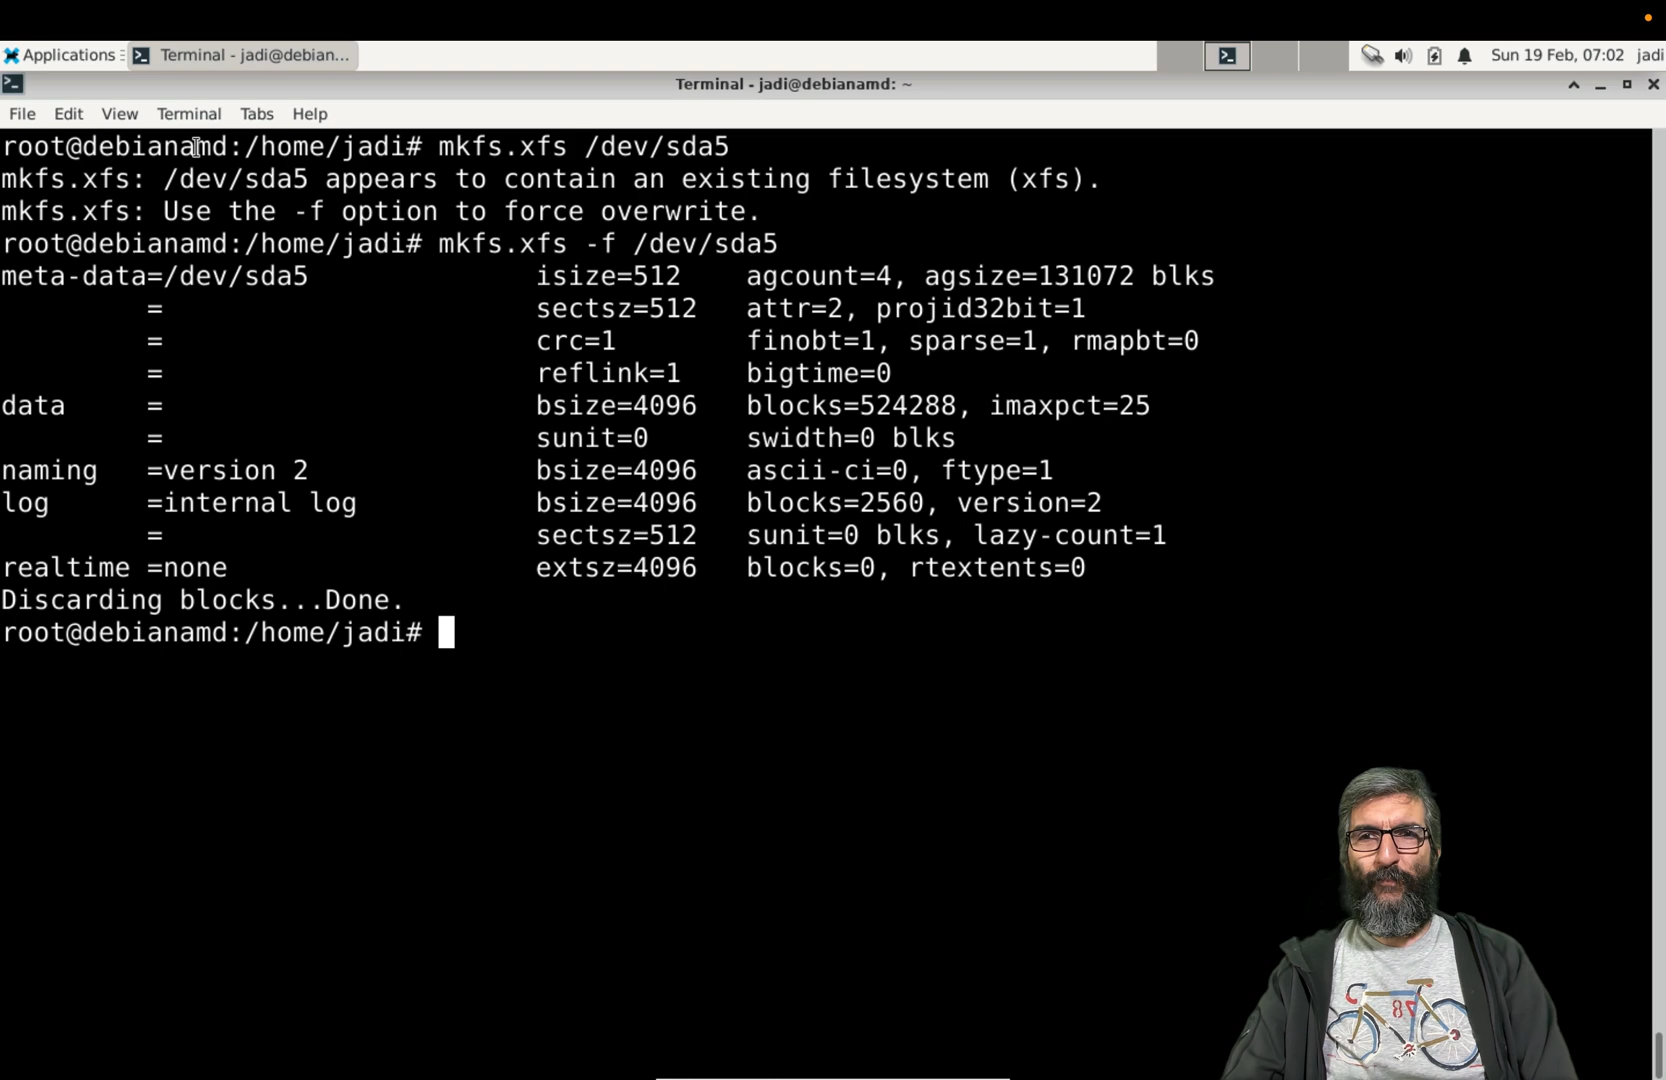 Applications
Terminal - jadi@debian...
Sun 19 Feb, 07:02 jadi
Terminal - jadi@debianamd: ~
File Edit View Terminal Tabs Help
root@debianamd:/home/jadi# mkfs.xfs /dev/sda5
mkfs.xfs: /dev/sda5 appears to contain an existing filesystem (xfs).
mkfs.xfs: Use the -f option to force overwrite.
root@debianamd:/home/jadi# mkfs.xfs -f /dev/sda5
meta-data=/dev/sda5              isize=512    agcount=4, agsize=131072 blks
         =                       sectsz=512   attr=2, projid32bit=1
         =                       crc=1        finobt=1, sparse=1, rmapbt=0
         =                       reflink=1    bigtime=0
data     =                       bsize=4096   blocks=524288, imaxpct=25
         =                       sunit=0      swidth=0 blks
naming   =version 2              bsize=4096   ascii-ci=0, ftype=1
log      =internal log           bsize=4096   blocks=2560, version=2
         =                       sectsz=512   sunit=0 blks, lazy-count=1
realtime =none                   extsz=4096   blocks=0, rtextents=0
Discarding blocks...Done.
root@debianamd:/home/jadi#